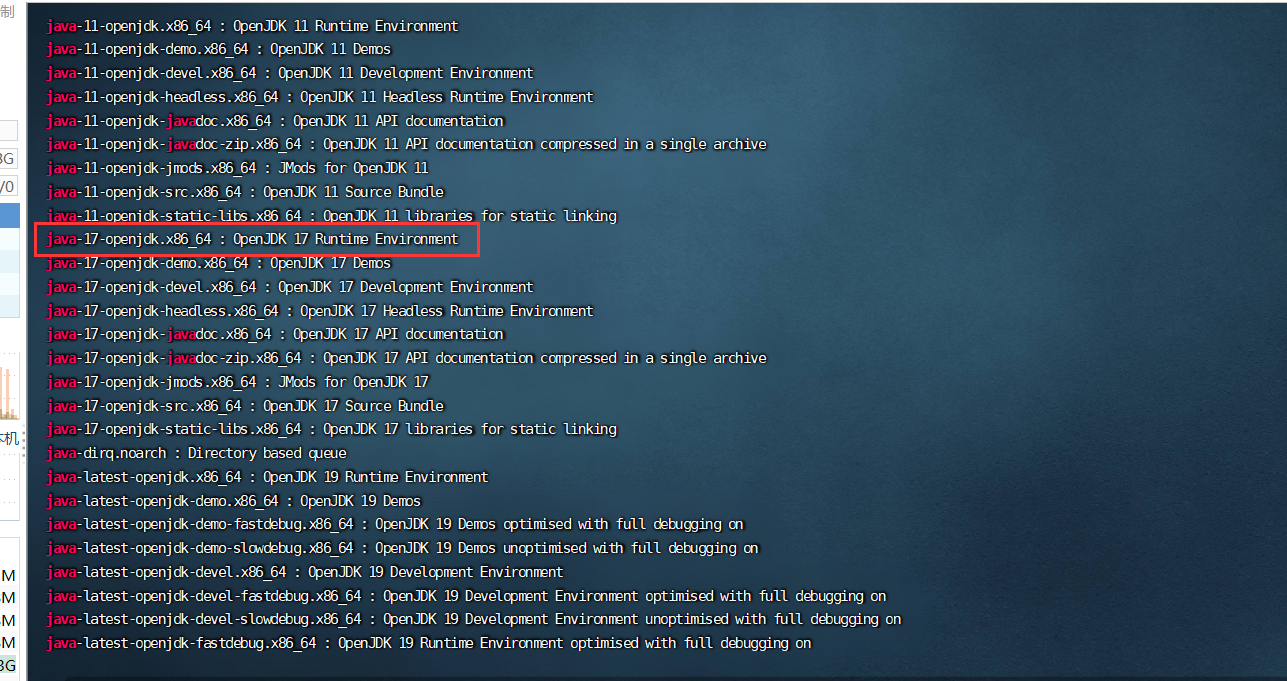 制
java-11-openjdk.x86_64 : OpenJDK 11 Runtime Environment
java-11-openjdk-demo.x86_64 : OpenJDK 11 Demos
java-11-openjdk-devel.x86_64 : OpenJDK 11 Development Environment
java-11-openjdk-headless.x86_64 : OpenJDK 11 Headless Runtime Environment
java-11-openjdk-javadoc.x86_64 : OpenJDK 11 API documentation
java-11-openjdk-javadoc-zip.x86_64 : OpenJDK 11 API documentation compressed in a single archive
java-11-openjdk-jmods.x86_64 : JMods for OpenJDK 11
java-11-openjdk-src.x86_64 : OpenJDK 11 Source Bundle
java-11-openjdk-static-libs.x86_64 : OpenJDK 11 libraries for static linking
java-17-openjdk.x86_64 : OpenJDK 17 Runtime Environment
java-17-openjdk-demo.x86_64 : OpenJDK 17 Demos
java-17-openjdk-devel.x86_64 : OpenJDK 17 Development Environment
java-17-openjdk-headless.x86_64 : OpenJDK 17 Headless Runtime Environment
java-17-openjdk-javadoc.x86_64 : OpenJDK 17 API documentation
java-17-openjdk-javadoc-zip.x86_64 : OpenJDK 17 API documentation compressed in a single archive
java-17-openjdk-jmods.x86_64 : JMods for OpenJDK 17
java-17-openjdk-src.x86_64 : OpenJDK 17 Source Bundle
java-17-openjdk-static-libs.x86_64 : OpenJDK 17 libraries for static linking
java-dirq.noarch : Directory based queue
java-latest-openjdk.x86_64 : OpenJDK 19 Runtime Environment
java-latest-openjdk-demo.x86_64 : OpenJDK 19 Demos
java-latest-openjdk-demo-fastdebug.x86_64 : OpenJDK 19 Demos optimised with full debugging on
java-latest-openjdk-demo-slowdebug.x86_64 : OpenJDK 19 Demos unoptimised with full debugging on
java-latest-openjdk-devel.x86_64 : OpenJDK 19 Development Environment
java-latest-openjdk-devel-fastdebug.x86_64 : OpenJDK 19 Development Environment optimised with full debugging on
java-latest-openjdk-devel-slowdebug.x86_64 : OpenJDK 19 Development Environment unoptimised with full debugging on
java-latest-openjdk-fastdebug.x86_64 : OpenJDK 19 Runtime Environment optimised with full debugging on